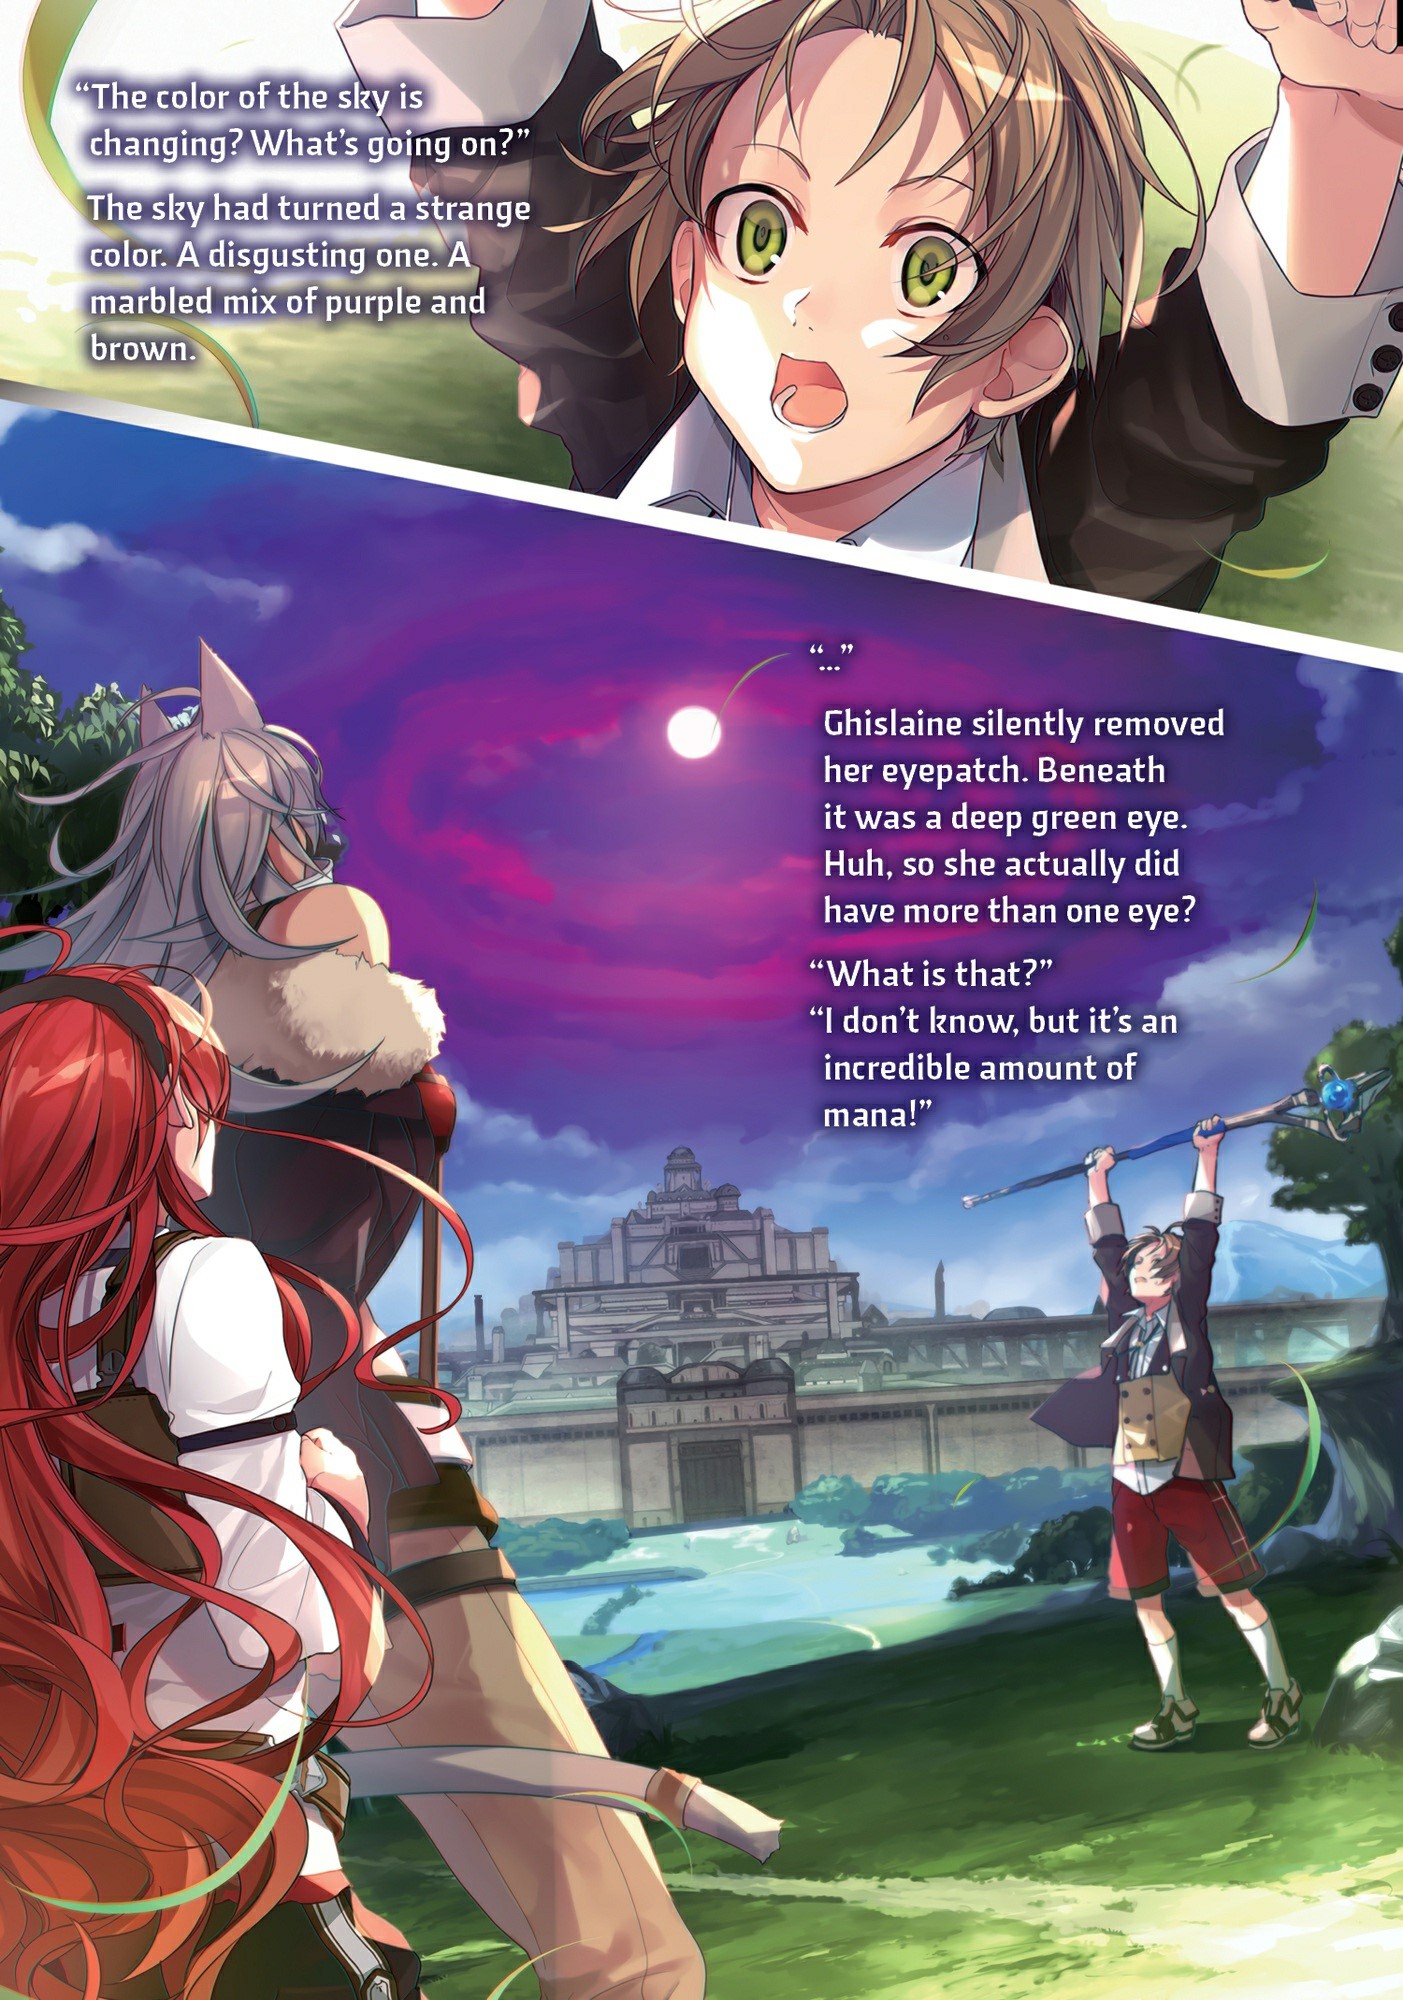 “The color of the sky is
changing? What’s going on?”
The sky had turned a strange
color. A disgusting one. A
marbled mix of purple and
brown.
“...”
Ghislaine silently removed
her eyepatch. Beneath
it was a deep green eye.
Huh, so she actually did
have more than one eye?
“What is that?”
“I don’t know, but it’s an
incredible amount of
mana!”